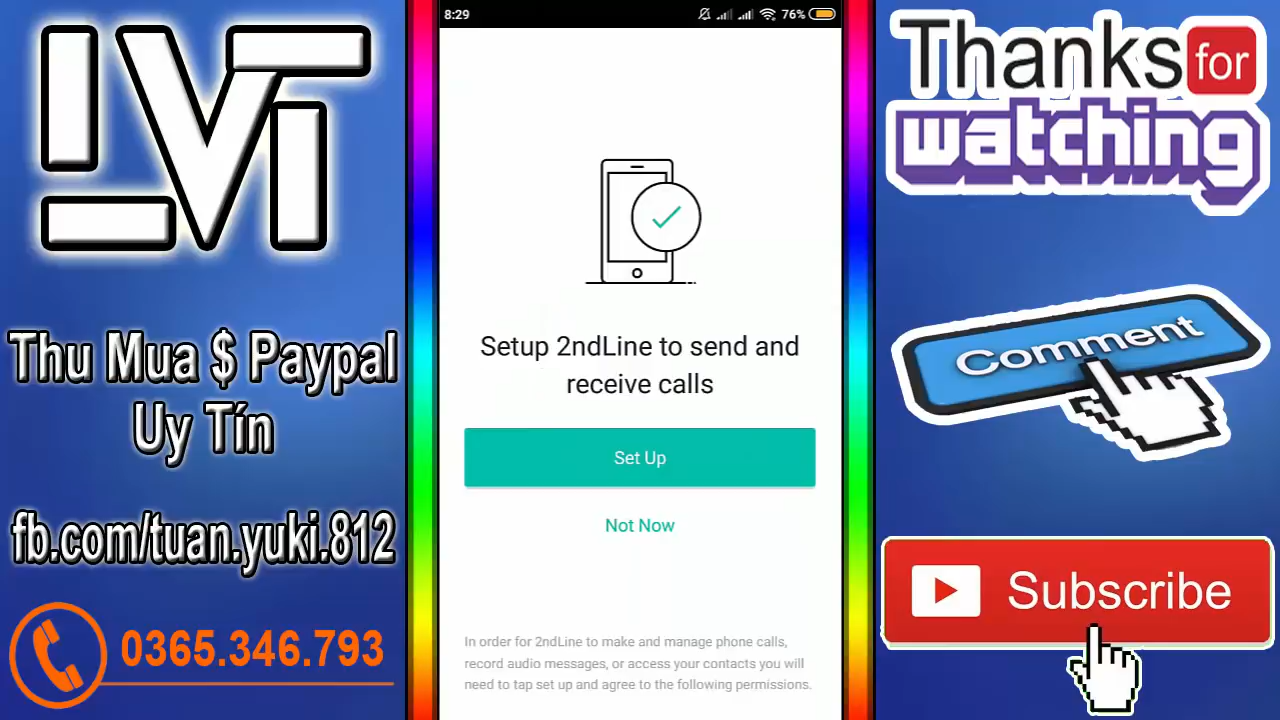 LVT
Thu Mua $ Paypal
Uy Tín
fb.com/tuan.yuki.812
0365.346.793
8:29
76%
Setup 2ndLine to send and
receive calls
Set Up
Not Now
In order for 2ndLine to make and manage phone calls,
record audio messages, or access your contacts you will
need to tap set up and agree to the following permissions.
Thanks for
watching
Comment
Subscribe